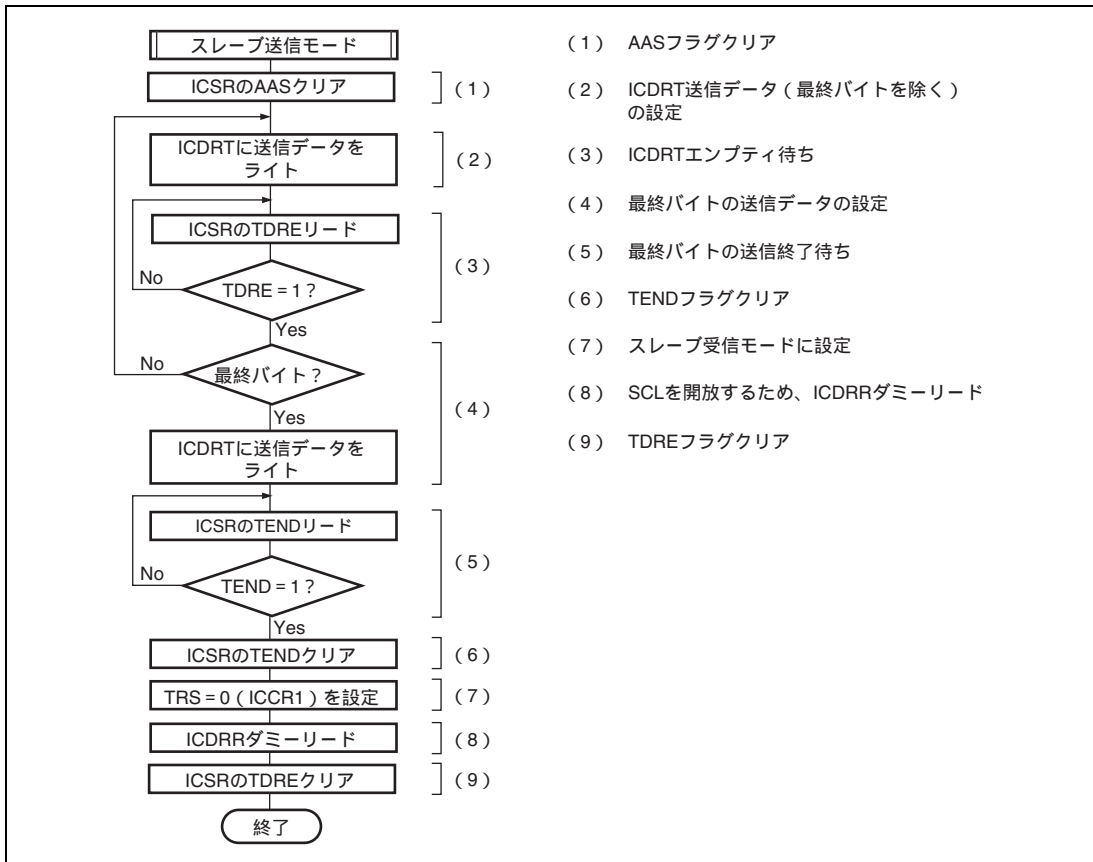 スレーブ送信モード
ICSRのAASクリア
(1)
ICDRTに送信データを
ライト
(2)
ICSRのTDREリード
(3)
No
TDRE = 1?
Yes
No
最終バイト?
(4)
Yes
ICDRTに送信データを
ライト
ICSRのTENDリード
(5)
No
TEND = 1?
Yes
ICSRのTENDクリア
(6)
TRS = 0(ICCR1)を設定
(7)
ICDRRダミーリード
(8)
ICSRのTDREクリア
(9)
終了
(1) AASフラグクリア
(2) ICDRT送信データ(最終バイトを除く)
の設定
(3) ICDRTエンプティ待ち
(4) 最終バイトの送信データの設定
(5) 最終バイトの送信終了待ち
(6) TENDフラグクリア
(7) スレーブ受信モードに設定
(8) SCLを開放するため、ICDRRダミーリード
(9) TDREフラグクリア